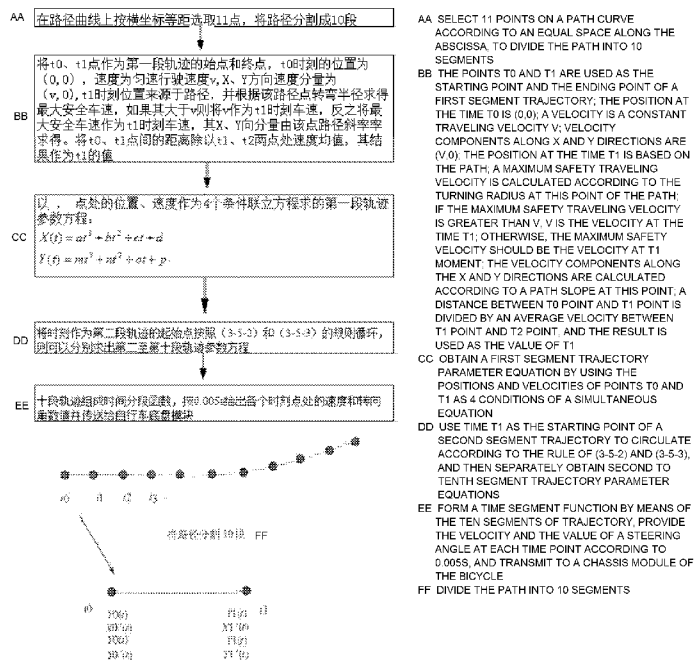 AA
在路径曲线上按横坐标等距选取11点，将路径分割成10段
BB
将t0、t1点作为第一段轨迹的始点和终点，t0时刻的位置为
(0,0)，速度为匀速行驶速度v,X、Y方向速度分量为
(v,0),t1时刻位置来源于路径，并根据该路径点转弯半径求得
最大安全车速，如果其大于v则将v作为t1时刻车速，反之将最
大安全车速作为t1时刻车速，其X、Y向分量由该点路径斜率率
求得。将t0、t1点间的距离除以t1、t2两点处速度均值，其结
果作为t1的值
CC
以 ， 点处的位置、速度作为4个条件联立方程求的第一段轨迹
参数方程：
X(t) = at³ + bt² + ct + d
Y(t) = mt³ + nt² + ot + p
DD
将时刻作为第二段轨迹的起始点按照（3-5-2）和（3-5-3）的规则循环，
则可以分别求出第二至第十段轨迹参数方程
EE
十段轨迹组成时间分段函数，按0.005s给出各个时刻点处的速度和转向
角数值并传送给自行车底盘模块
t0 t1 t2 t3
将路径分割10段 FF
t0 t1
AA SELECT 11 POINTS ON A PATH CURVE
ACCORDING TO AN EQUAL SPACE ALONG THE
ABSCISSA, TO DIVIDE THE PATH INTO 10
SEGMENTS
BB THE POINTS T0 AND T1 ARE USED AS THE
STARTING POINT AND THE ENDING POINT OF A
FIRST SEGMENT TRAJECTORY; THE POSITION AT
THE TIME T0 IS (0,0); A VELOCITY IS A CONSTANT
TRAVELING VELOCITY V; VELOCITY
COMPONENTS ALONG X AND Y DIRECTIONS ARE
(V,0); THE POSITION AT THE TIME T1 IS BASED ON
THE PATH; A MAXIMUM SAFETY TRAVELING
VELOCITY IS CALCULATED ACCORDING TO THE
TURNING RADIUS AT THIS POINT OF THE PATH;
IF THE MAXIMUM SAFETY TRAVELING VELOCITY
IS GREATER THAN V, V IS THE VELOCITY AT THE
TIME T1; OTHERWISE, THE MAXIMUM SAFETY
VELOCITY SHOULD BE THE VELOCITY AT T1
MOMENT; THE VELOCITY COMPONENTS ALONG
THE X AND Y DIRECTIONS ARE CALCULATED
ACCORDING TO A PATH SLOPE AT THIS POINT; A
DISTANCE BETWEEN T0 POINT AND T1 POINT IS
DIVIDED BY AN AVERAGE VELOCITY BETWEEN
T1 POINT AND T2 POINT, AND THE RESULT IS
USED AS THE VALUE OF T1
CC OBTAIN A FIRST SEGMENT TRAJECTORY
PARAMETER EQUATION BY USING THE
POSITIONS AND VELOCITIES OF POINTS T0 AND
T1 AS 4 CONDITIONS OF A SIMULTANEOUS
EQUATION
DD USE TIME T1 AS THE STARTING POINT OF A
SECOND SEGMENT TRAJECTORY TO CIRCULATE
ACCORDING TO THE RULE OF (3-5-2) AND (3-5-3),
AND THEN SEPARATELY OBTAIN SECOND TO
TENTH SEGMENT TRAJECTORY PARAMETER
EQUATIONS
EE FORM A TIME SEGMENT FUNCTION BY MEANS OF
THE TEN SEGMENTS OF TRAJECTORY, PROVIDE
THE VELOCITY AND THE VALUE OF A STEERING
ANGLE AT EACH TIME POINT ACCORDING TO
0.005S, AND TRANSMIT TO A CHASSIS MODULE OF
THE BICYCLE
FF DIVIDE THE PATH INTO 10 SEGMENTS